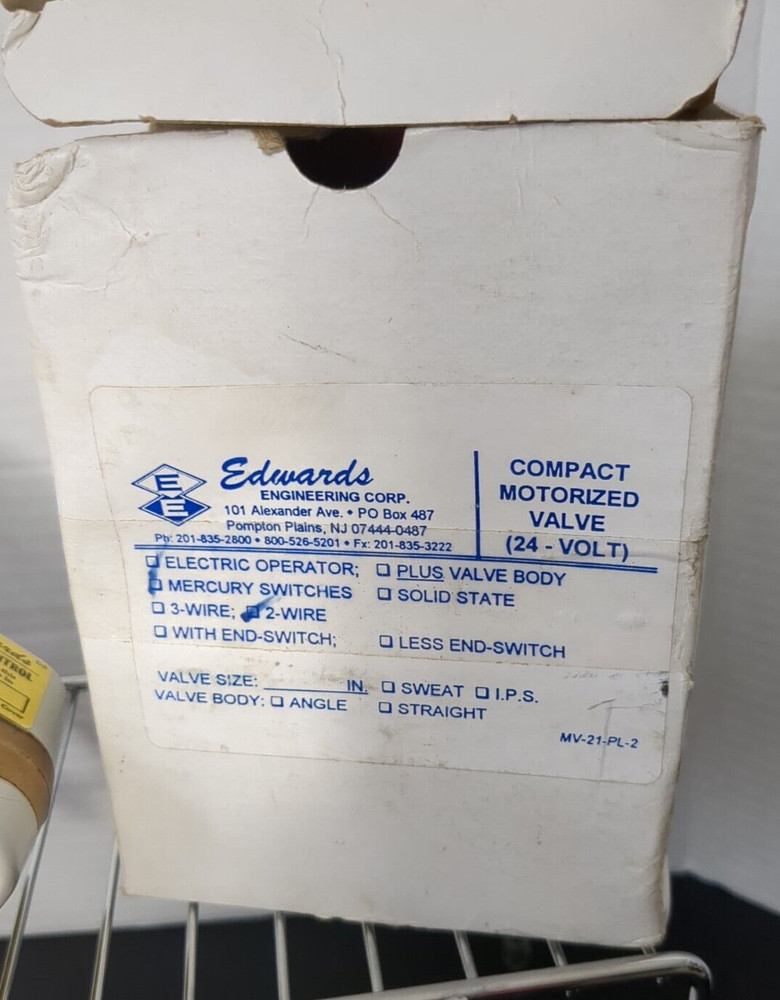 E
E
Edwards
ENGINEERING CORP.
101 Alexander Ave. • PO Box 487
Pompton Plains, NJ 07444-0487
Ph: 201-835-2800 • 800-526-5201 • Fx: 201-835-3222
COMPACT
MOTORIZED
VALVE
(24 - VOLT)
❑ ELECTRIC OPERATOR; ❑ PLUS VALVE BODY
❑ MERCURY SWITCHES ❑ SOLID STATE
❑ 3-WIRE; ❑ 2-WIRE
❑ WITH END-SWITCH; ❑ LESS END-SWITCH
VALVE SIZE: ________ IN. ❑ SWEAT ❑ I.P.S.
VALVE BODY: ❑ ANGLE ❑ STRAIGHT
MV-21-PL-2